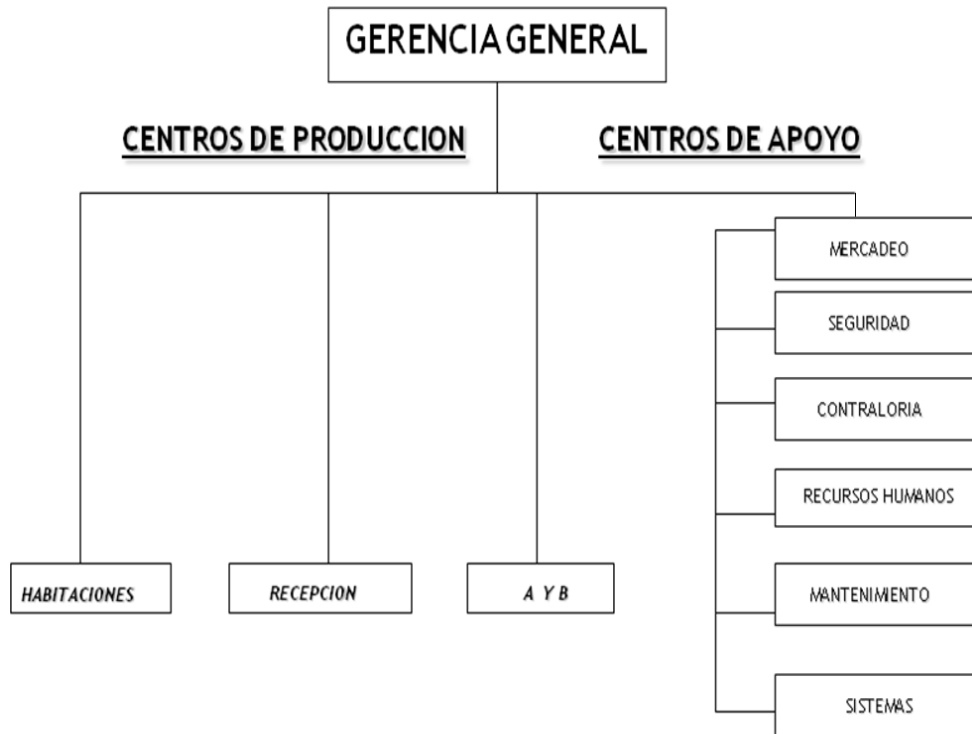 GERENCIA GENERAL
CENTROS DE PRODUCCION
CENTROS DE APOYO
MERCADEO
SEGURIDAD
CONTRALORIA
RECURSOS HUMANOS
HABITACIONES
RECEPCION
A Y B
MANTENIMIENTO
SISTEMAS